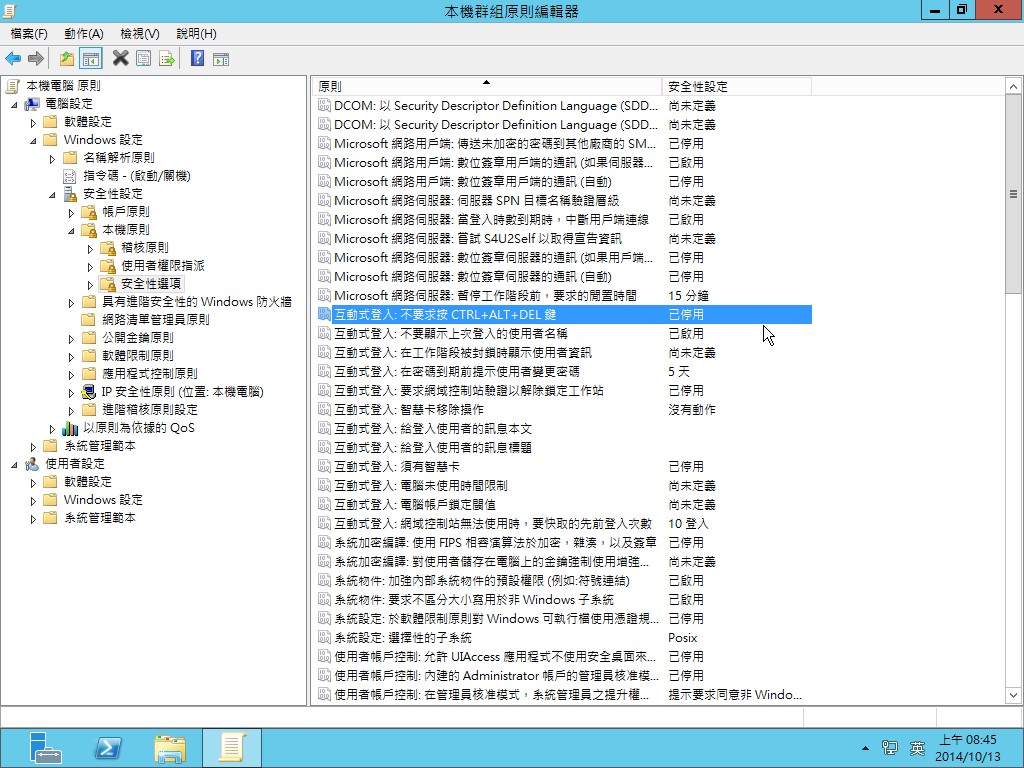 本機群組原則編輯器
檔案(F) 動作(A) 檢視(V) 說明(H)
本機電腦 原則
電腦設定
軟體設定
Windows 設定
名稱解析原則
指令碼 - (啟動/關機)
安全性設定
帳戶原則
本機原則
稽核原則
使用者權限指派
安全性選項
具有進階安全性的 Windows 防火牆
網路清單管理員原則
公開金鑰原則
軟體限制原則
應用程式控制原則
IP 安全性原則 (位置: 本機電腦)
進階稽核原則設定
以原則為依據的 QoS
系統管理範本
使用者設定
軟體設定
Windows 設定
系統管理範本
原則 安全性設定
DCOM: 以 Security Descriptor Definition Language (SDD... 尚未定義
DCOM: 以 Security Descriptor Definition Language (SDD... 尚未定義
Microsoft 網路用戶端: 傳送未加密的密碼到其他廠商的 SM... 已停用
Microsoft 網路用戶端: 數位簽章用戶端的通訊 (如果伺服器... 已啟用
Microsoft 網路用戶端: 數位簽章用戶端的通訊 (自動) 已停用
Microsoft 網路伺服器: 伺服器 SPN 目標名稱驗證層級 尚未定義
Microsoft 網路伺服器: 當登入時數到期時，中斷用戶端連線 已啟用
Microsoft 網路伺服器: 嘗試 S4U2Self 以取得宣告資訊 尚未定義
Microsoft 網路伺服器: 數位簽章伺服器的通訊 (如果用戶端... 已停用
Microsoft 網路伺服器: 數位簽章伺服器的通訊 (自動) 已停用
Microsoft 網路伺服器: 暫停工作階段前，要求的閒置時間 15 分鐘
互動式登入: 不要求按 CTRL+ALT+DEL 鍵 已停用
互動式登入: 不要顯示上次登入的使用者名稱 已啟用
互動式登入: 在工作階段被封鎖時顯示使用者資訊 尚未定義
互動式登入: 在密碼到期前提示使用者變更密碼 5 天
互動式登入: 要求網域控制站驗證以解除鎖定工作站 已停用
互動式登入: 智慧卡移除操作 沒有動作
互動式登入: 給登入使用者的訊息本文
互動式登入: 給登入使用者的訊息標題
互動式登入: 須有智慧卡 已停用
互動式登入: 電腦未使用時間限制 尚未定義
互動式登入: 電腦帳戶鎖定閾值 尚未定義
互動式登入: 網域控制站無法使用時，要快取的先前登入次數 10 登入
系統加密編譯: 使用 FIPS 相容演算法於加密，雜湊，以及簽章 已停用
系統加密編譯: 對使用者儲存在電腦上的金鑰強制使用增強... 尚未定義
系統物件: 加強內部系統物件的預設權限 (例如:符號連結) 已啟用
系統物件: 要求不區分大小寫用於非 Windows 子系統 已啟用
系統設定: 於軟體限制原則對 Windows 可執行檔使用憑證規... 已停用
系統設定: 選擇性的子系統 Posix
使用者帳戶控制: 允許 UIAccess 應用程式不使用安全桌面來... 已停用
使用者帳戶控制: 內建的 Administrator 帳戶的管理員核准模... 已停用
使用者帳戶控制: 在管理員核准模式，系統管理員之提升權... 提示要求同意非 Windo...
英
上午 08:45
2014/10/13